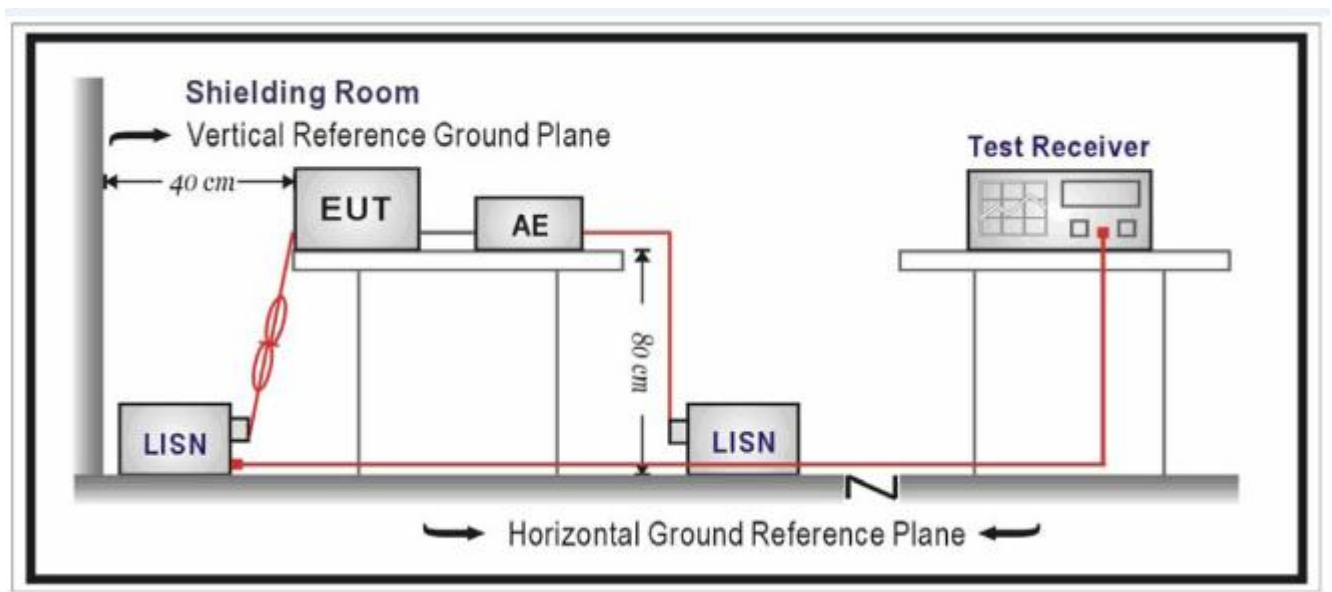 Shielding Room
Vertical Reference Ground Plane
Test Receiver
40 cm
EUT
AE
80 cm
LISN
LISN
Horizontal Ground Reference Plane